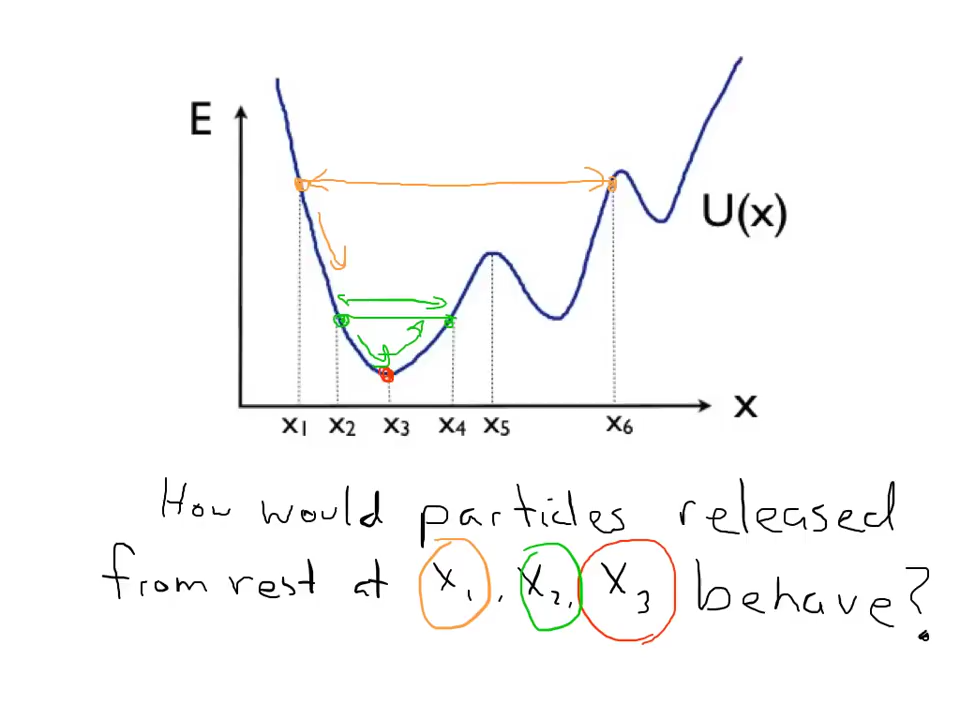 E
U(x)
x
x₁ x₂ x₃ x₄ x₅ x₆
How would particles released
from rest at x₁, x₂, x₃ behave?